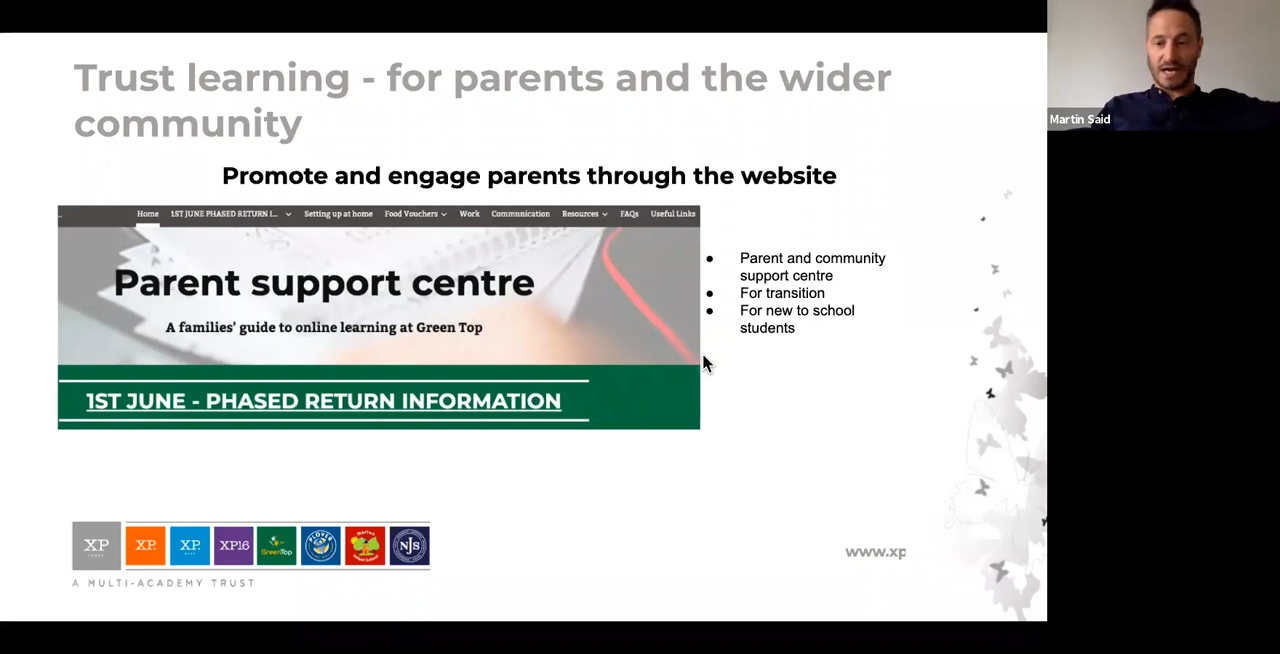 Trust learning - for parents and the wider
community
Martin Said
Promote and engage parents through the website
Home 1ST JUNE PHASED RETURN I... Setting up at home Food Vouchers Work Communication Resources FAQs Useful Links
Parent support centre
A families' guide to online learning at Green Top
1ST JUNE - PHASED RETURN INFORMATION
● Parent and community
support centre
● For transition
● For new to school
students
XP XP XP XP16 GreenTop PLOVER NJS
A MULTI-ACADEMY TRUST
www.xp